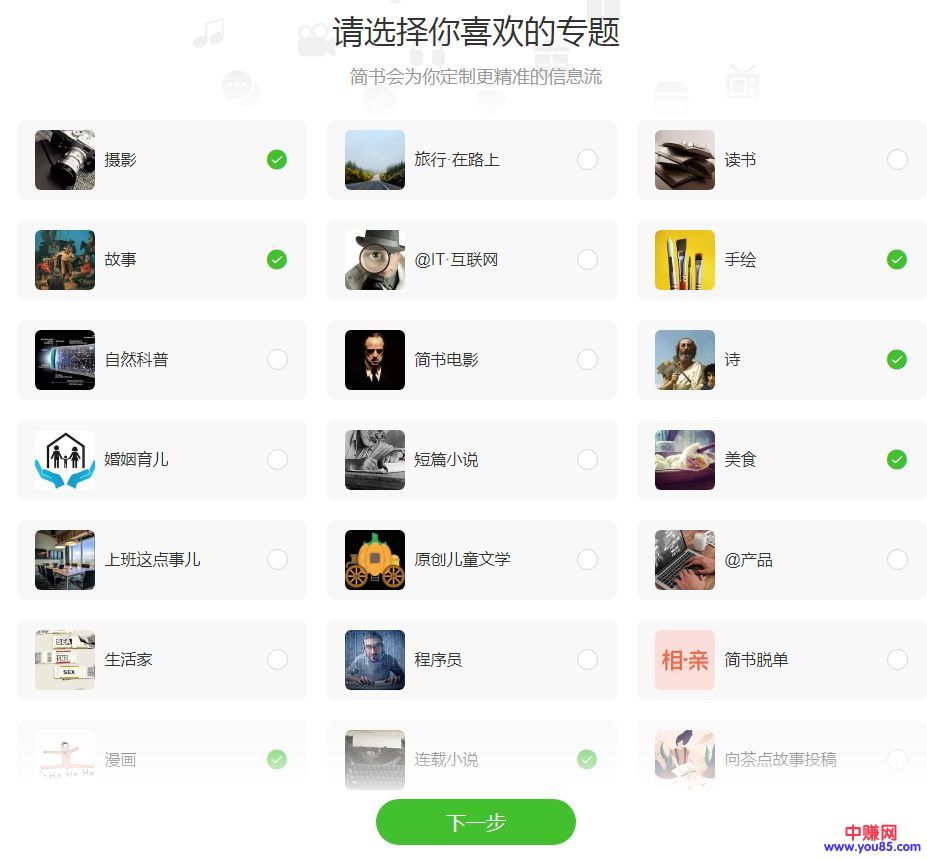 请选择你喜欢的专题
简书会为你定制更精准的信息流
摄影
旅行·在路上
读书
故事
@IT·互联网
手绘
自然科普
简书电影
诗
婚姻育儿
短篇小说
美食
上班这点事儿
原创儿童文学
@产品
SEA
SEX
生活家
程序员
相·亲
简书脱单
HA HA HA
漫画
连载小说
向茶点故事投稿
下一步
中赚网
www.you85.com